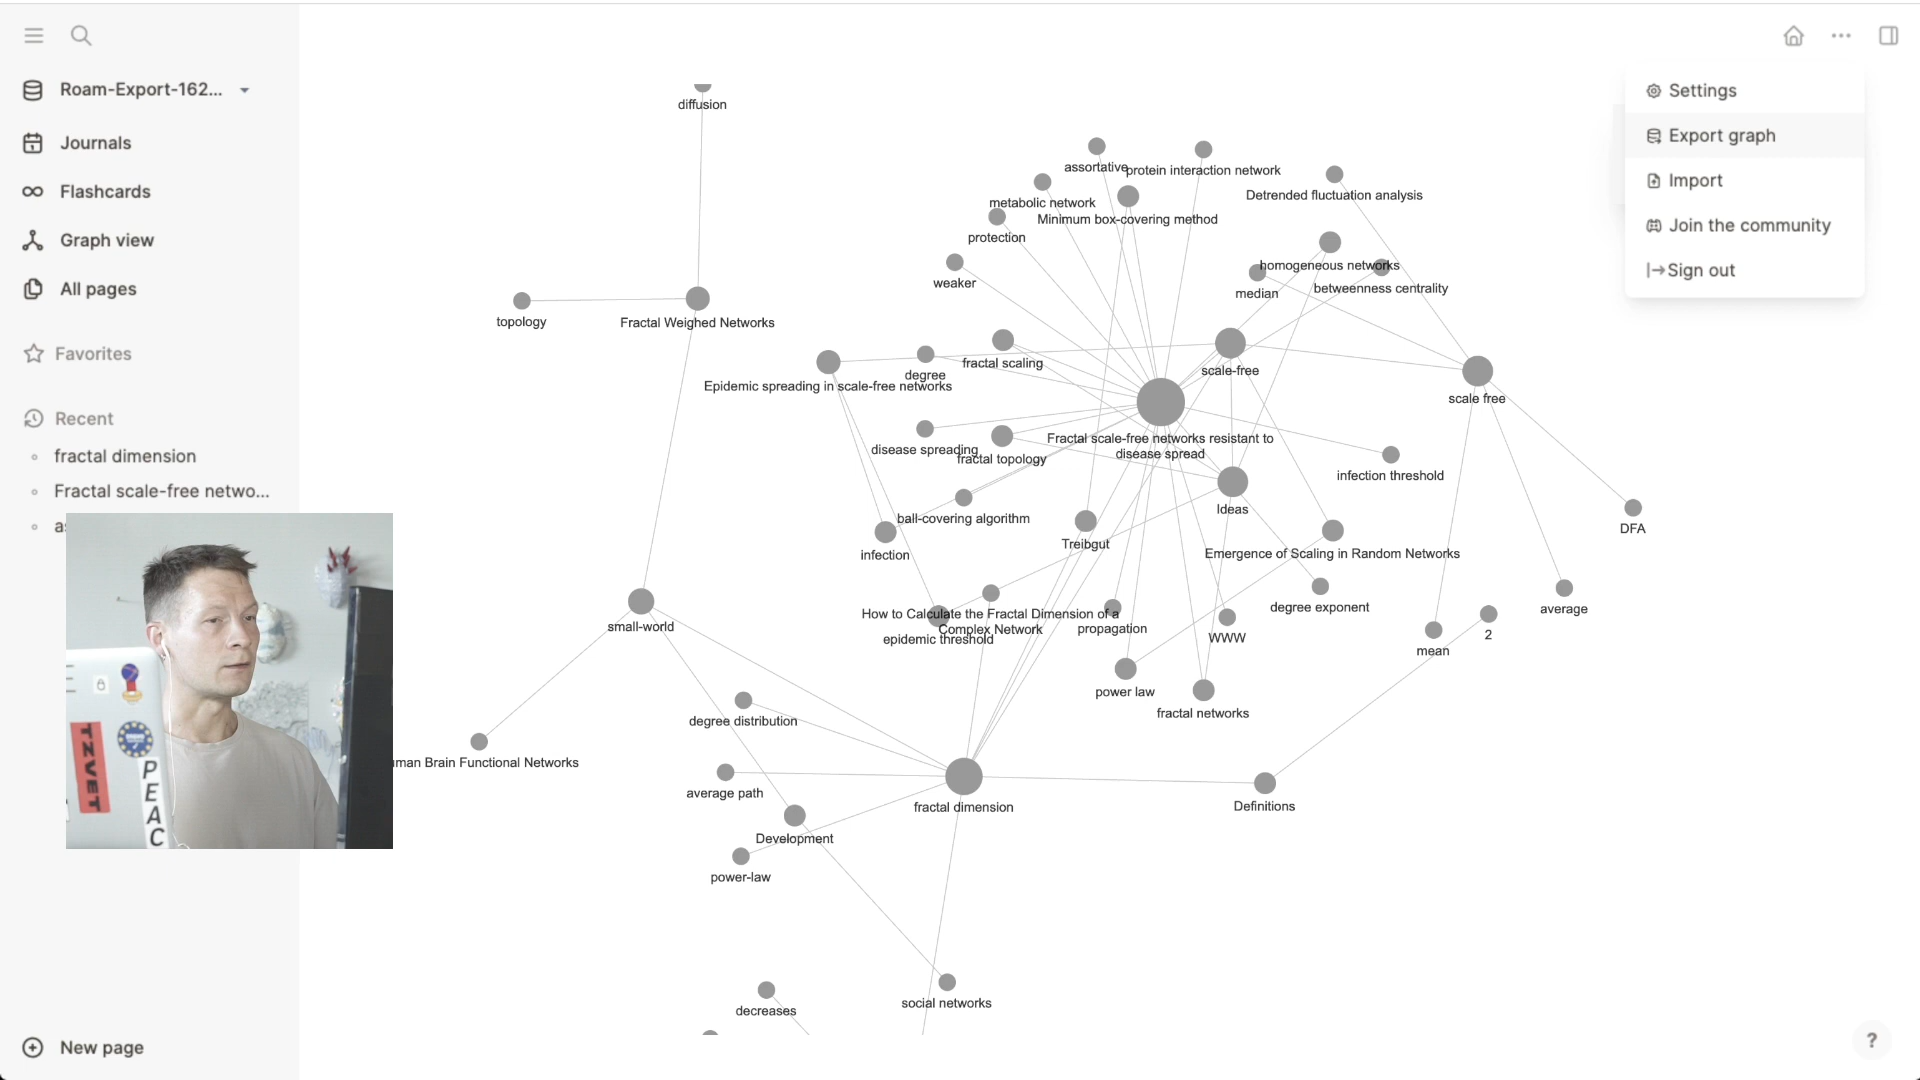 Roam-Export-162...
Journals
Flashcards
Graph view
All pages
Favorites
Recent
fractal dimension
Fractal scale-free netwo...
New page
Settings
Export graph
Import
Join the community
Sign out
diffusion
assortative
protein interaction network
metabolic network
Detrended fluctuation analysis
Minimum box-covering method
protection
homogeneous networks
weaker
median
betweenness centrality
topology
Fractal Weighed Networks
fractal scaling
degree
scale-free
Epidemic spreading in scale-free networks
scale free
Fractal scale-free networks resistant to
disease spread
disease spreading
fractal topology
infection threshold
Ideas
ball-covering algorithm
DFA
Treibgut
infection
Emergence of Scaling in Random Networks
degree exponent
average
How to Calculate the Fractal Dimension of a
Complex Network
epidemic threshold
propagation
small-world
WWW
2
mean
power law
fractal networks
degree distribution
uman Brain Functional Networks
average path
fractal dimension
Definitions
Development
power-law
social networks
decreases
TZVET
PEAC
?